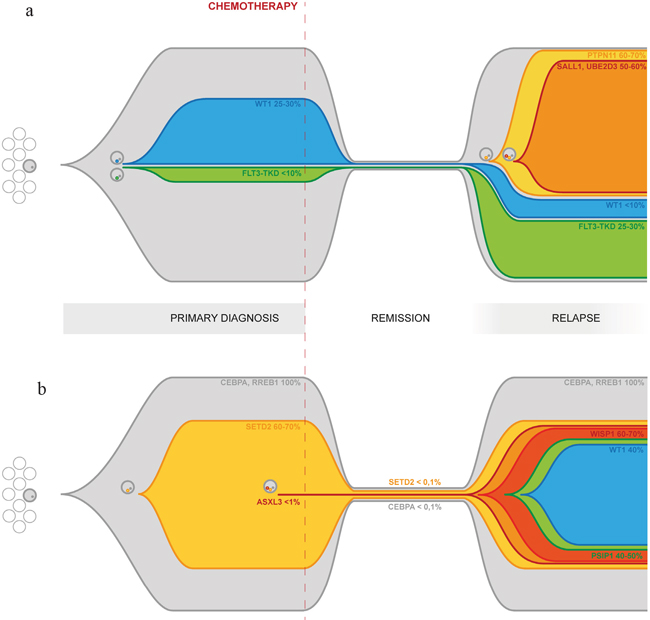 CHEMOTHERAPY
a
PTPN11 60-70%
SALL1, UBE2D3 50-60%
WT1 25-30%
FLT3-TKD <10%
WT1 <10%
FLT3-TKD 25-30%
PRIMARY DIAGNOSIS
REMISSION
RELAPSE
b
CEBPA, RREB1 100%
CEBPA, RREB1 100%
SETD2 60-70%
WISP1 60-70%
WT1 40%
SETD2 < 0,1%
ASXL3 <1%
CEBPA < 0,1%
PSIP1 40-50%